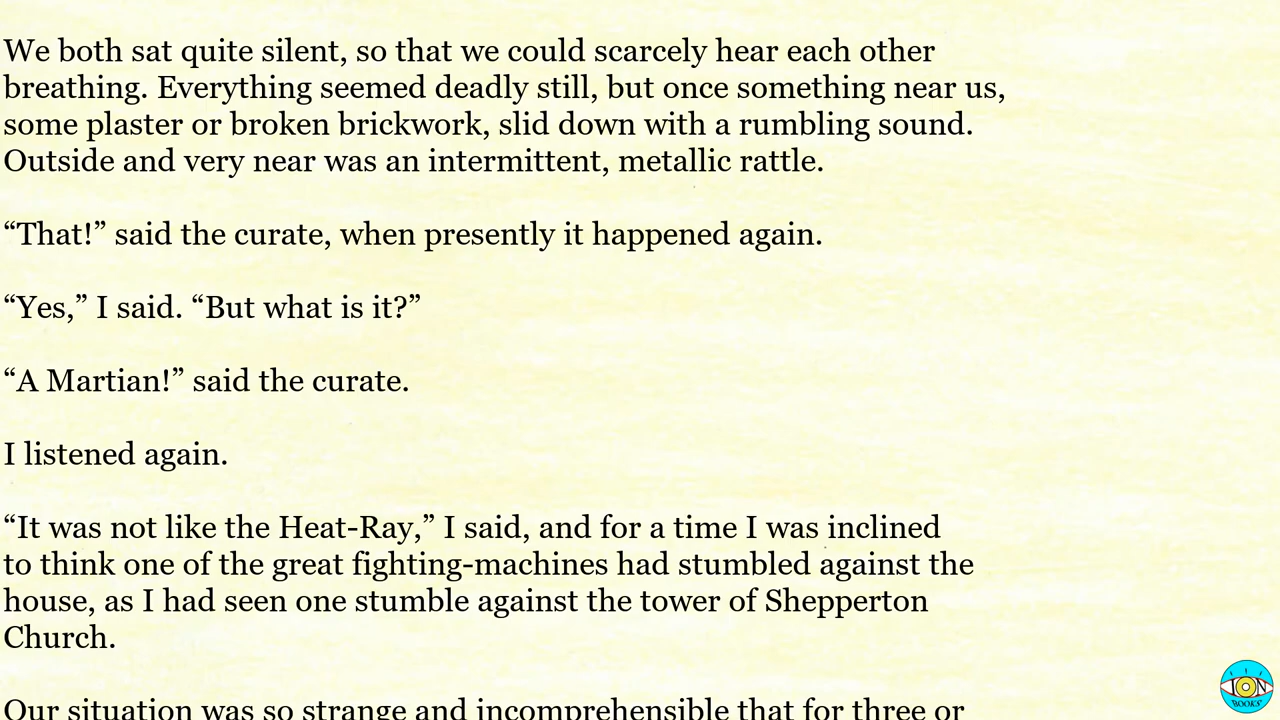 We both sat quite silent, so that we could scarcely hear each other
breathing. Everything seemed deadly still, but once something near us,
some plaster or broken brickwork, slid down with a rumbling sound.
Outside and very near was an intermittent, metallic rattle.
“That!” said the curate, when presently it happened again.
“Yes,” I said. “But what is it?”
“A Martian!” said the curate.
I listened again.
“It was not like the Heat-Ray,” I said, and for a time I was inclined
to think one of the great fighting-machines had stumbled against the
house, as I had seen one stumble against the tower of Shepperton
Church.
Our situation was so strange and incomprehensible that for three or
ION
BOOKS